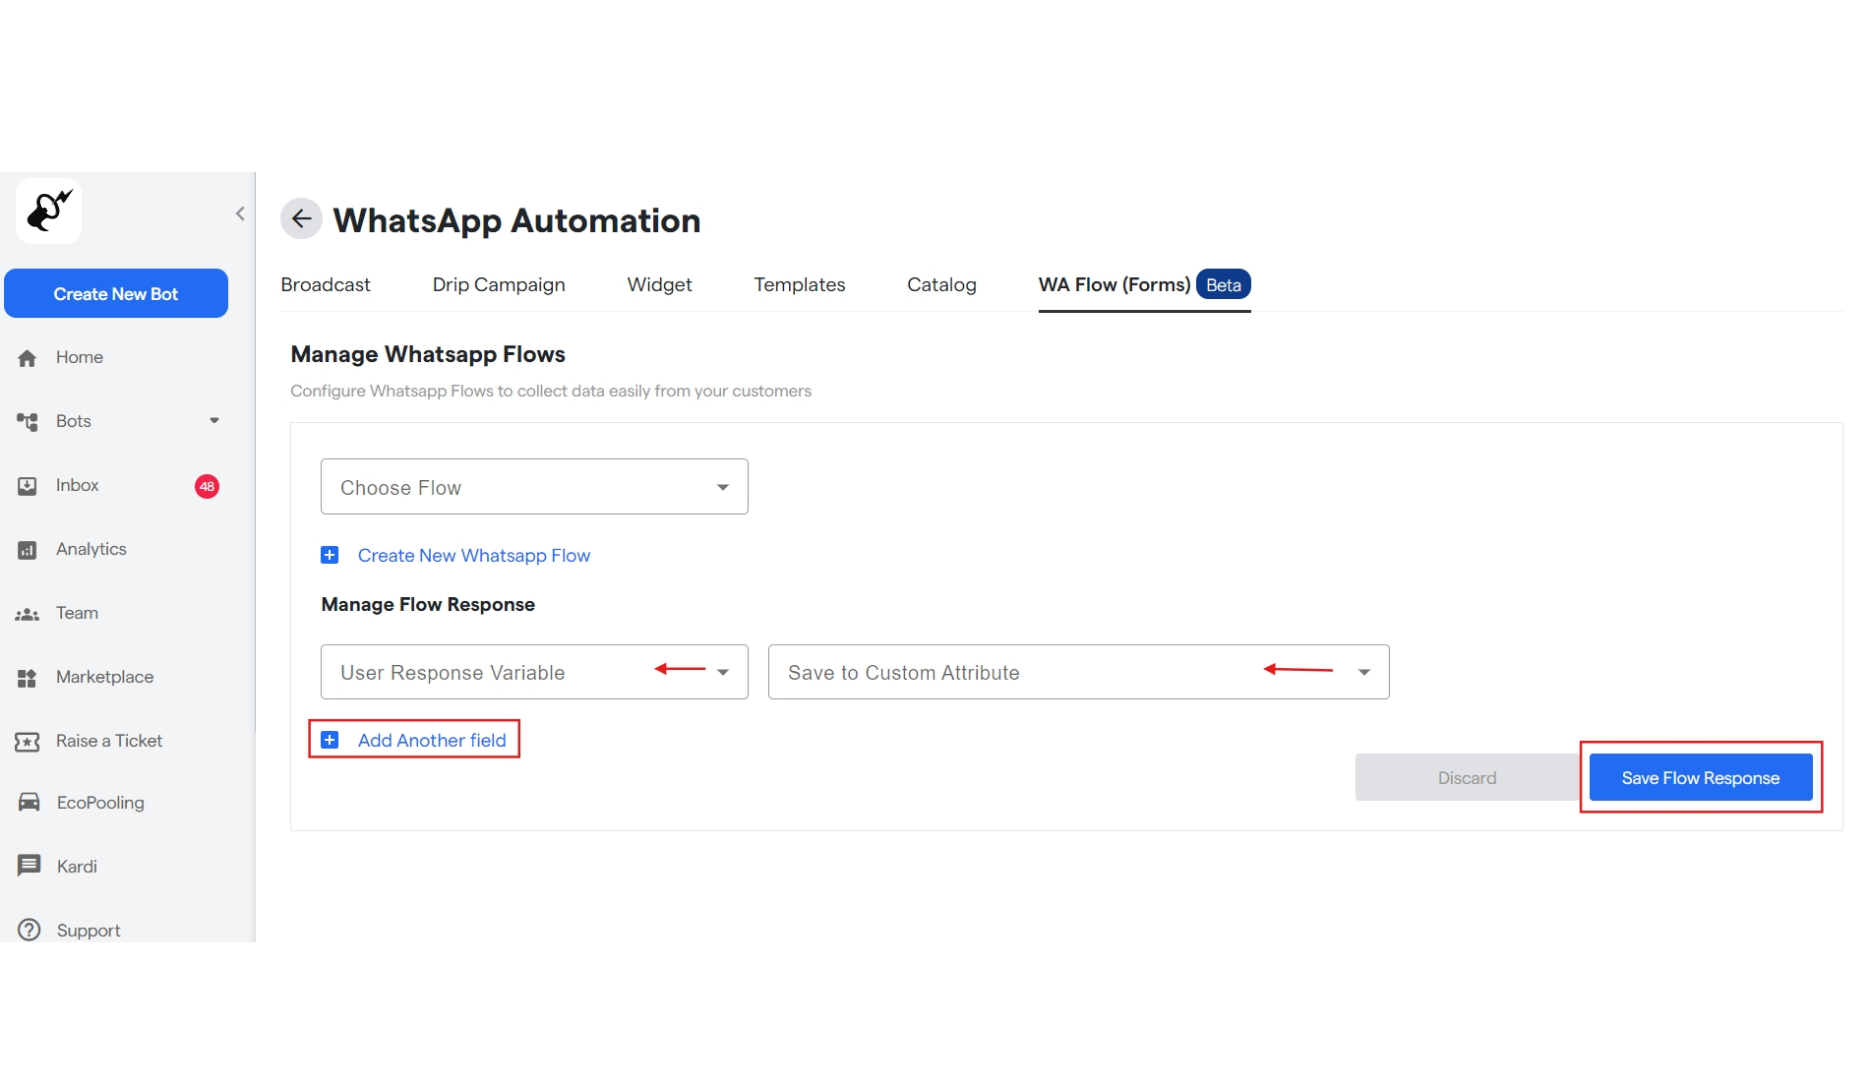 WhatsApp Automation
Create New Bot
Broadcast Drip Campaign Widget Templates Catalog WA Flow (Forms) Beta
Home
Bots
Inbox 48
Analytics
Team
Marketplace
Raise a Ticket
EcoPooling
Kardi
Support
Manage Whatsapp Flows
Configure Whatsapp Flows to collect data easily from your customers
Choose Flow
Create New Whatsapp Flow
Manage Flow Response
User Response Variable Save to Custom Attribute
Add Another field
Discard Save Flow Response